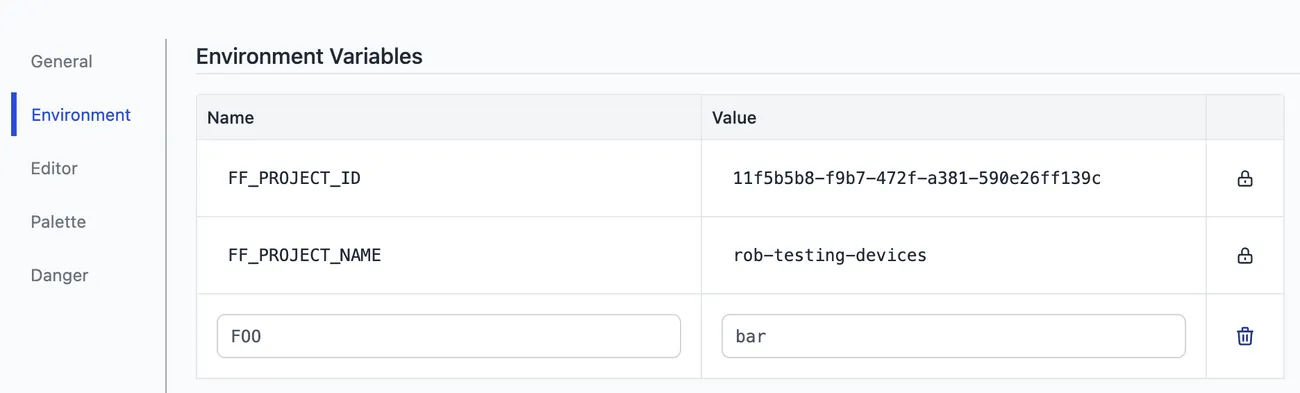 General
Environment
Editor
Palette
Danger
Environment Variables
Name Value
FF_PROJECT_ID 11f5b5b8-f9b7-472f-a381-590e26ff139c
FF_PROJECT_NAME rob-testing-devices
FOO bar